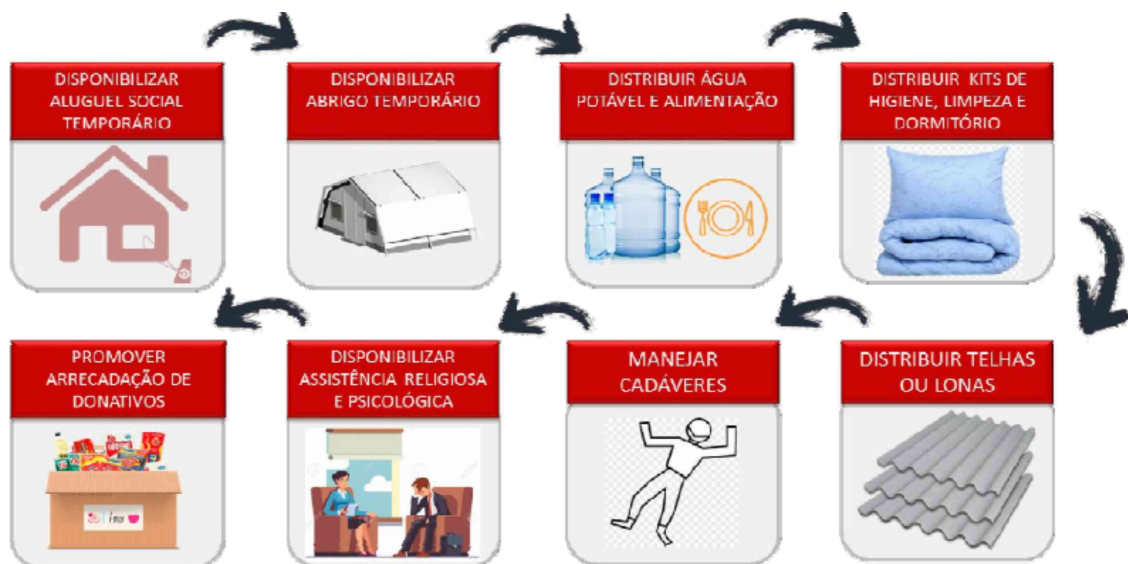 DISPONIBILIZAR
ALUGUEL SOCIAL
TEMPORÁRIO
DISPONIBILIZAR
ABRIGO TEMPORÁRIO
DISTRIBUIR ÁGUA
POTÁVEL E ALIMENTAÇÃO
DISTRIBUIR KITS DE
HIGIENE, LIMPEZA E
DORMITÓRIO
DISTRIBUIR TELHAS
OU LONAS
MANEJAR
CADÁVERES
DISPONIBILIZAR
ASSISTÊNCIA RELIGIOSA
E PSICOLÓGICA
PROMOVER
ARRECADAÇÃO DE
DONATIVOS